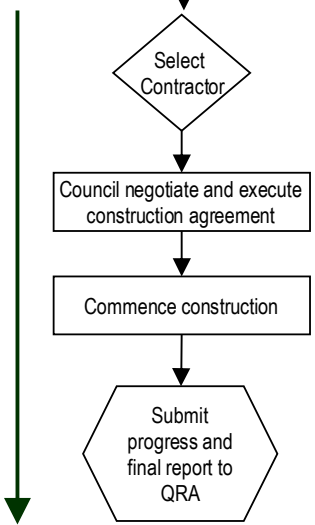 Select
Contractor
Council negotiate and execute
construction agreement
Commence construction
Submit
progress and
final report to
QRA